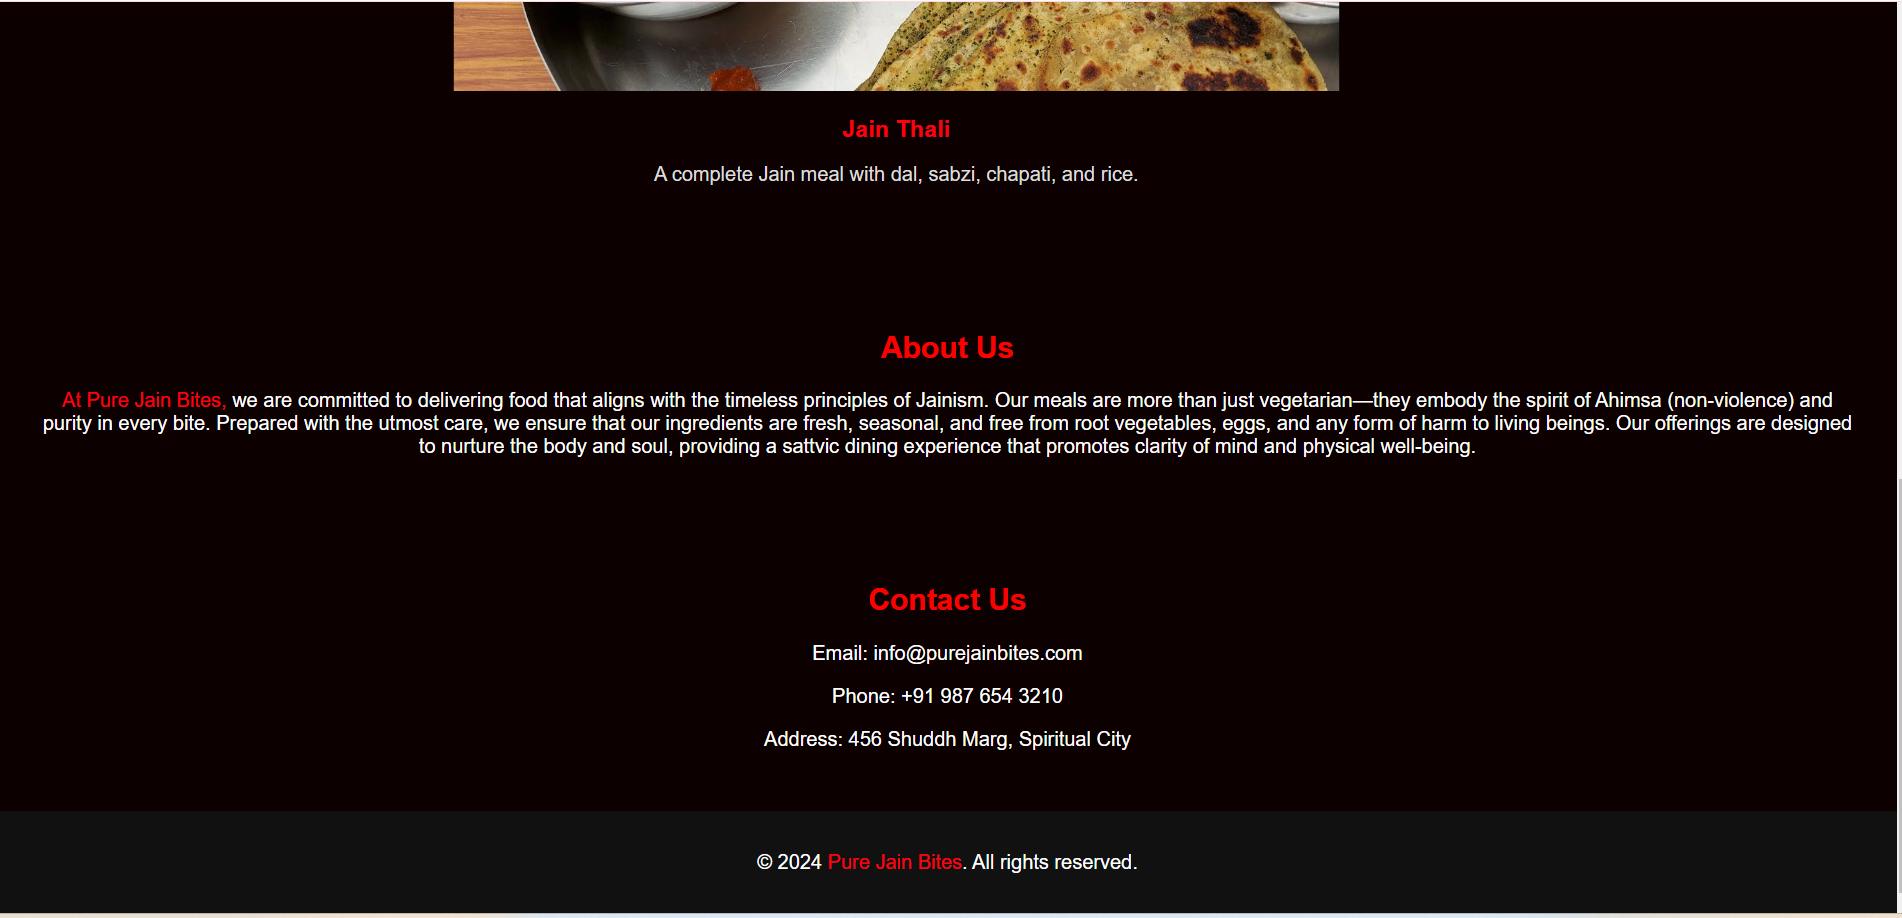 Jain Thali
A complete Jain meal with dal, sabzi, chapati, and rice.
About Us
At Pure Jain Bites, we are committed to delivering food that aligns with the timeless principles of Jainism. Our meals are more than just vegetarian—they embody the spirit of Ahimsa (non-violence) and
purity in every bite. Prepared with the utmost care, we ensure that our ingredients are fresh, seasonal, and free from root vegetables, eggs, and any form of harm to living beings. Our offerings are designed
to nurture the body and soul, providing a sattvic dining experience that promotes clarity of mind and physical well-being.
Contact Us
Email: info@purejainbites.com
Phone: +91 987 654 3210
Address: 456 Shuddh Marg, Spiritual City
© 2024 Pure Jain Bites. All rights reserved.